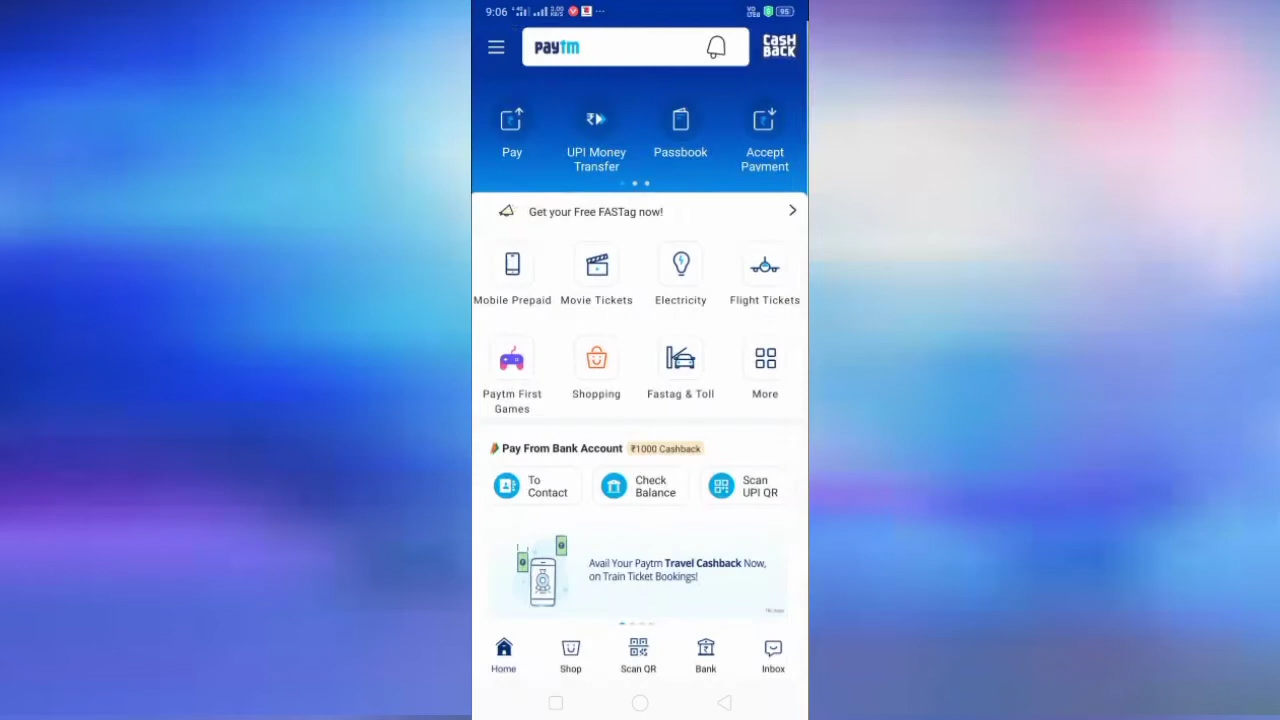 9:06
95
paytm
CASH
BACK
Pay
UPI Money
Transfer
Passbook
Accept
Payment
Get your Free FASTag now!
Mobile Prepaid
Movie Tickets
Electricity
Flight Tickets
Paytm First
Games
Shopping
Fastag & Toll
More
Pay From Bank Account
₹1000 Cashback
To
Contact
Check
Balance
Scan
UPI QR
Avail Your Paytm Travel Cashback Now,
on Train Ticket Bookings!
Home
Shop
Scan QR
Bank
Inbox